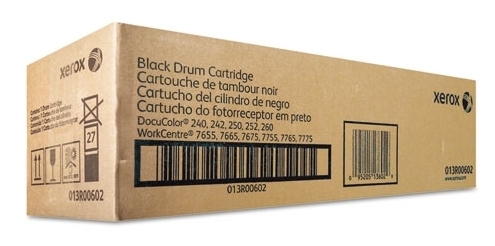 xerox
27
013R00602
Black Drum Cartridge
Cartouche de tambour noir
Cartucho del cilindro de negro
Cartucho do fotorreceptor em preto
DocuColor® 240, 242, 250, 252, 260
WorkCentre® 7655, 7665, 7675, 7755, 7765, 7775
013R00602
xerox
013R00602